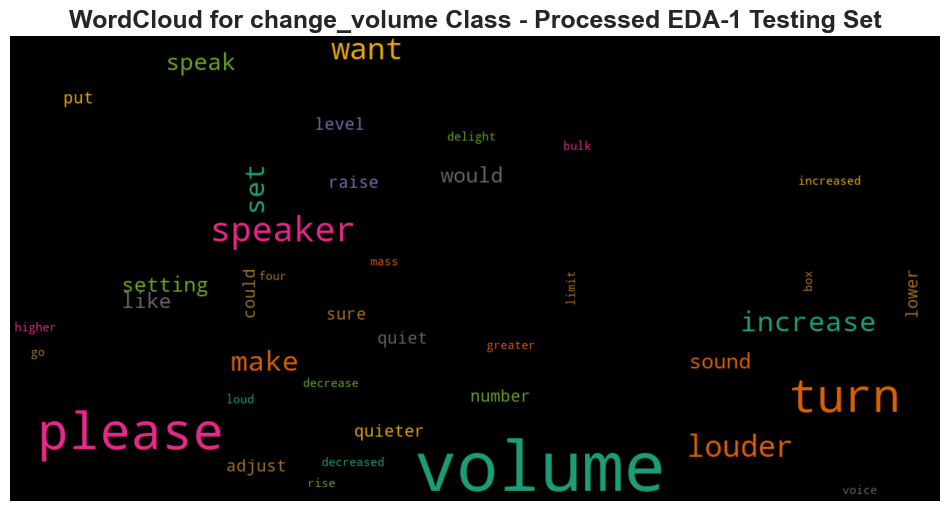 WordCloud for change_volume Class - Processed EDA-1 Testing Set
want
speak
put
level
delight
bulk
would
increased
raise
set
speaker
mass
four
could
limit
box
lower
setting
like
sure
higher
increase
quiet
greater
go
make
sound
decrease
loud
number
turn
please
quieter
louder
adjust
decreased
volume
rise
voice